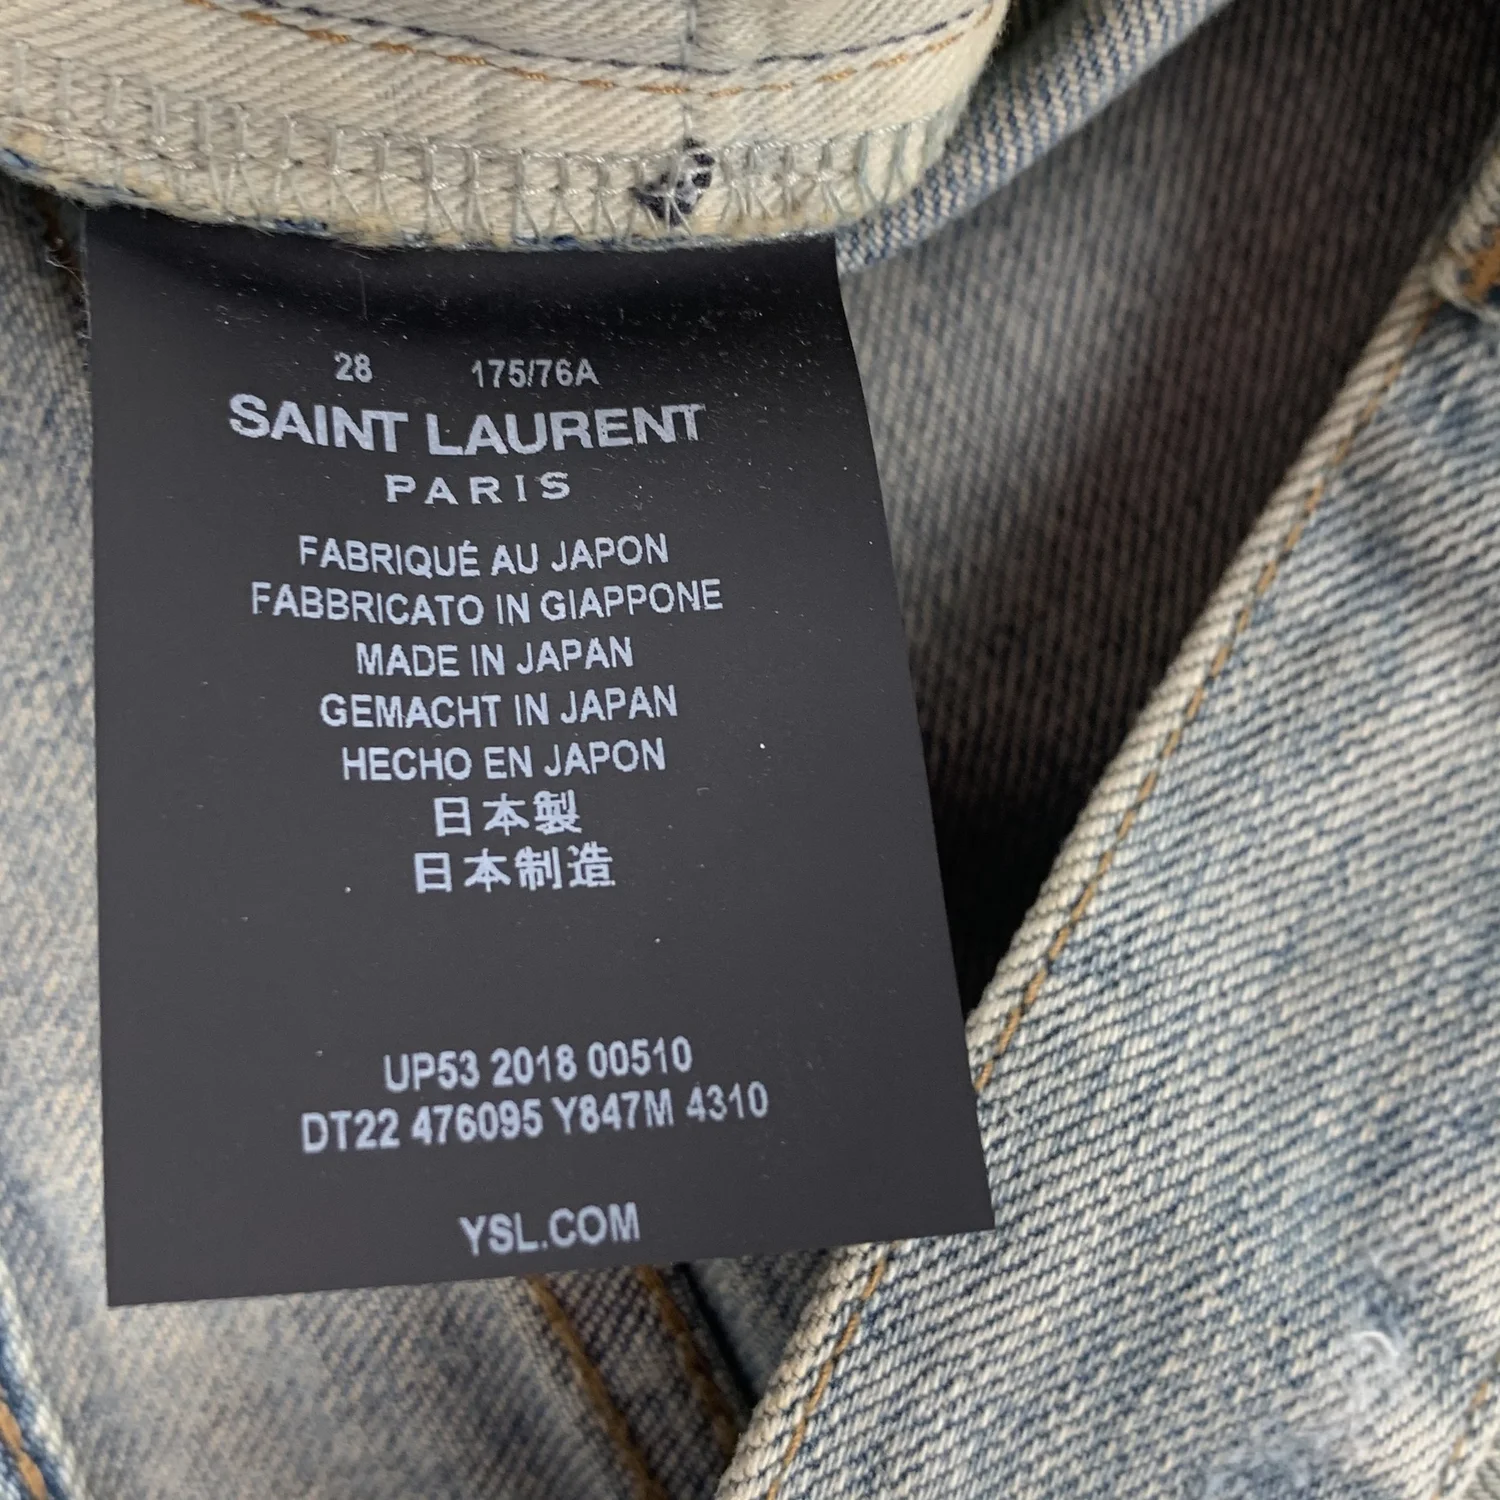 28 175/76A
SAINT LAURENT
PARIS
FABRIQUÉ AU JAPON
FABBRICATO IN GIAPPONE
MADE IN JAPAN
GEMACHT IN JAPAN
HECHO EN JAPON
日本製
日本制造
UP53 2018 00510
DT22 476095 Y847M 4310
YSL.COM